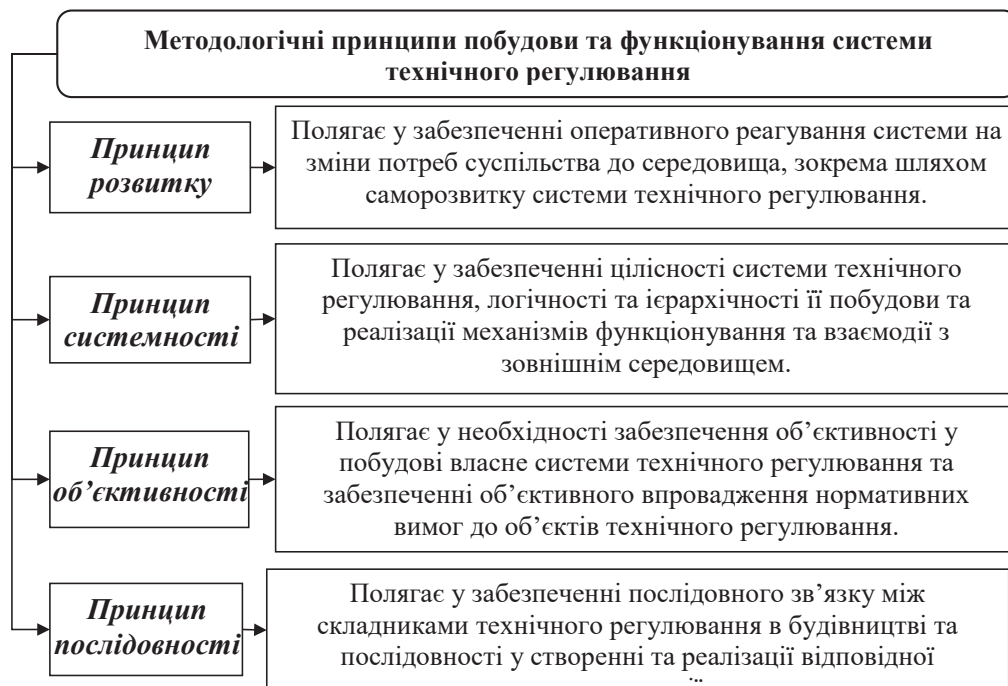 Методологічні принципи побудови та функціонування системи
технічного регулювання
Принцип
розвитку
Полягає у забезпеченні оперативного реагування системи на
зміни потреб суспільства до середовища, зокрема шляхом
саморозвитку системи технічного регулювання.
Принцип
системності
Полягає у забезпеченні цілісності системи технічного
регулювання, логічності та ієрархічності її побудови та
реалізації механізмів функціонування та взаємодії з
зовнішнім середовищем.
Принцип
об’єктивності
Полягає у необхідності забезпечення об’єктивності у
побудові власне системи технічного регулювання та
забезпеченні об’єктивного впровадження нормативних
вимог до об’єктів технічного регулювання.
Принцип
послідовності
Полягає у забезпеченні послідовного зв’язку між
складниками технічного регулювання в будівництві та
послідовності у створенні та реалізації відповідної